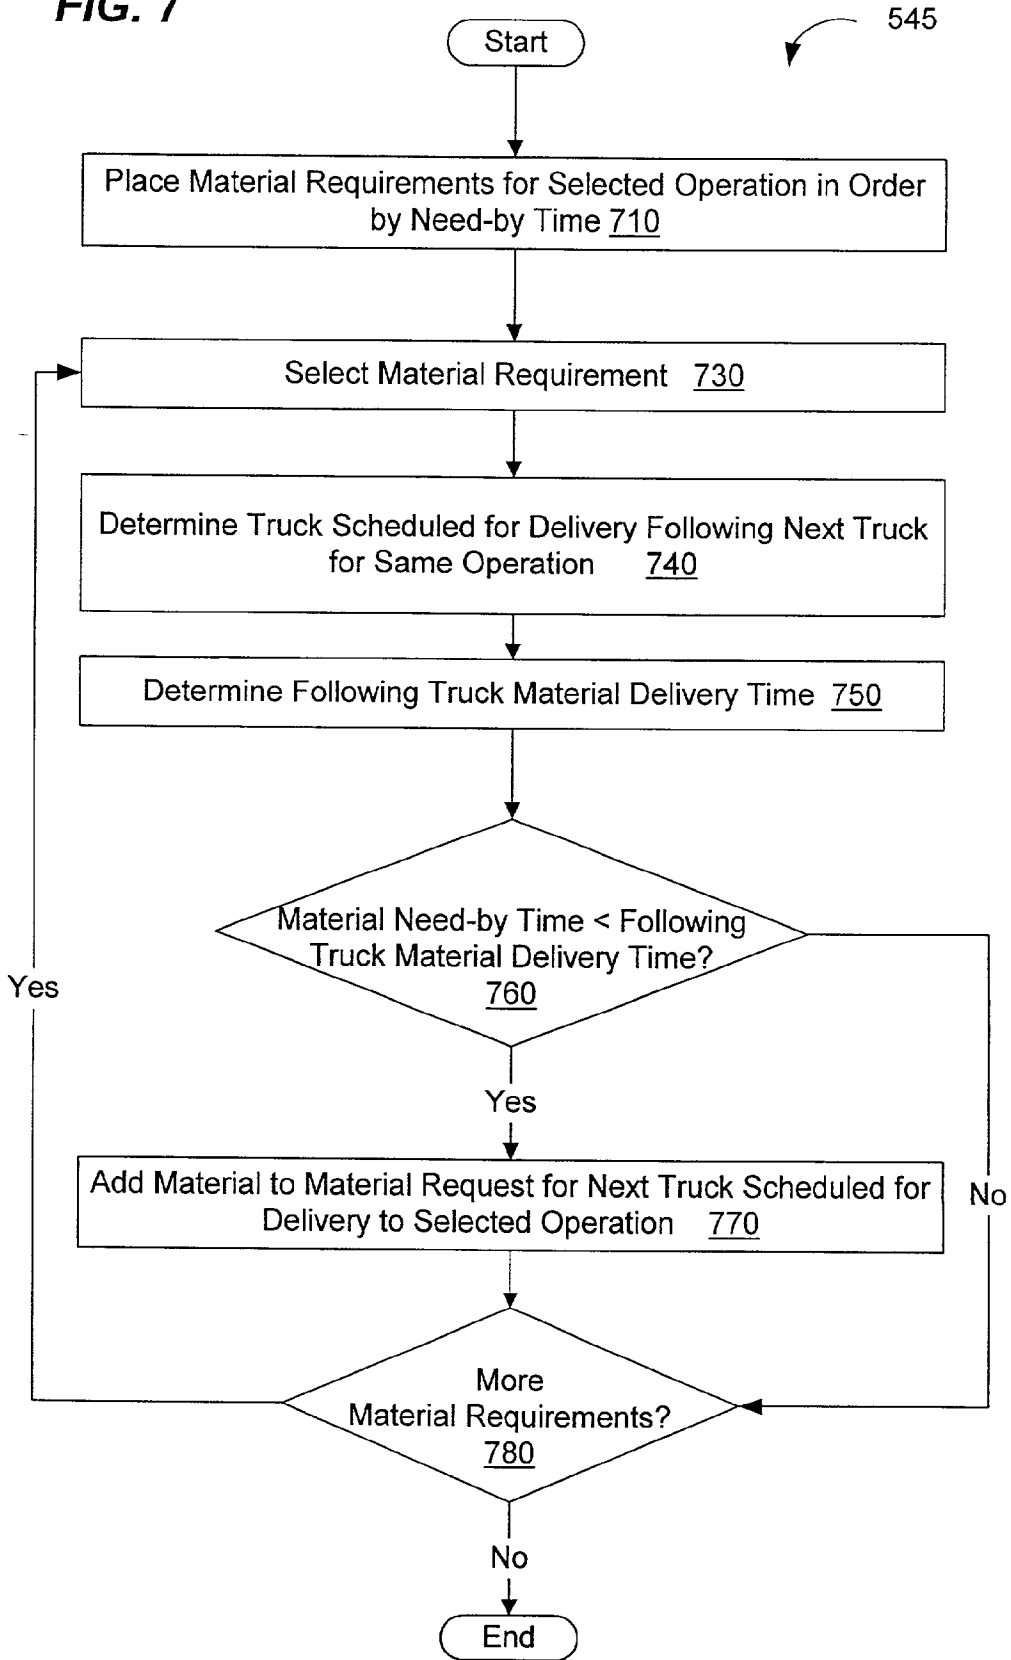 FIG. 7
545
Start
Place Material Requirements for Selected Operation in Order
by Need-by Time 710
Select Material Requirement 730
Determine Truck Scheduled for Delivery Following Next Truck
for Same Operation 740
Determine Following Truck Material Delivery Time 750
Material Need-by Time < Following
Truck Material Delivery Time?
760
Yes
Yes
Add Material to Material Request for Next Truck Scheduled for
Delivery to Selected Operation 770
No
More
Material Requirements?
780
No
End